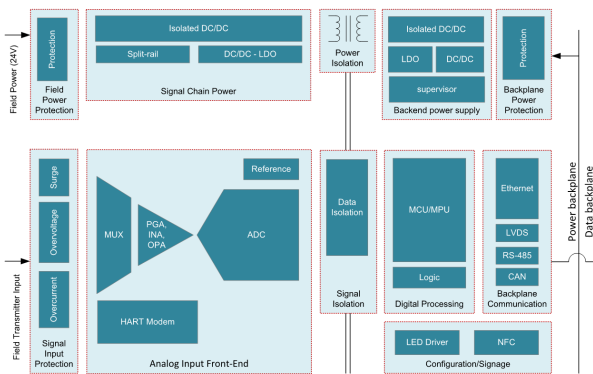 Field Power (24V)
Protection
Field
Power
Protection
Isolated DC/DC
Split-rail
DC/DC - LDO
Signal Chain Power
Power
Isolation
Isolated DC/DC
LDO
DC/DC
supervisor
Backend power supply
Protection
Backplane
Power
Protection
Field Transmitter Input
Surge
Overvoltage
Overcurrent
Signal
Input
Protection
Reference
MUX
PGA,
INA,
OPA
ADC
HART Modem
Analog Input Front-End
Data
Isolation
Signal
Isolation
MCU/MPU
Logic
Digital Processing
Ethernet
LVDS
RS-485
CAN
Backplane
Communication
LED Driver
NFC
Configuration/Signage
Power backplane
Data backplane